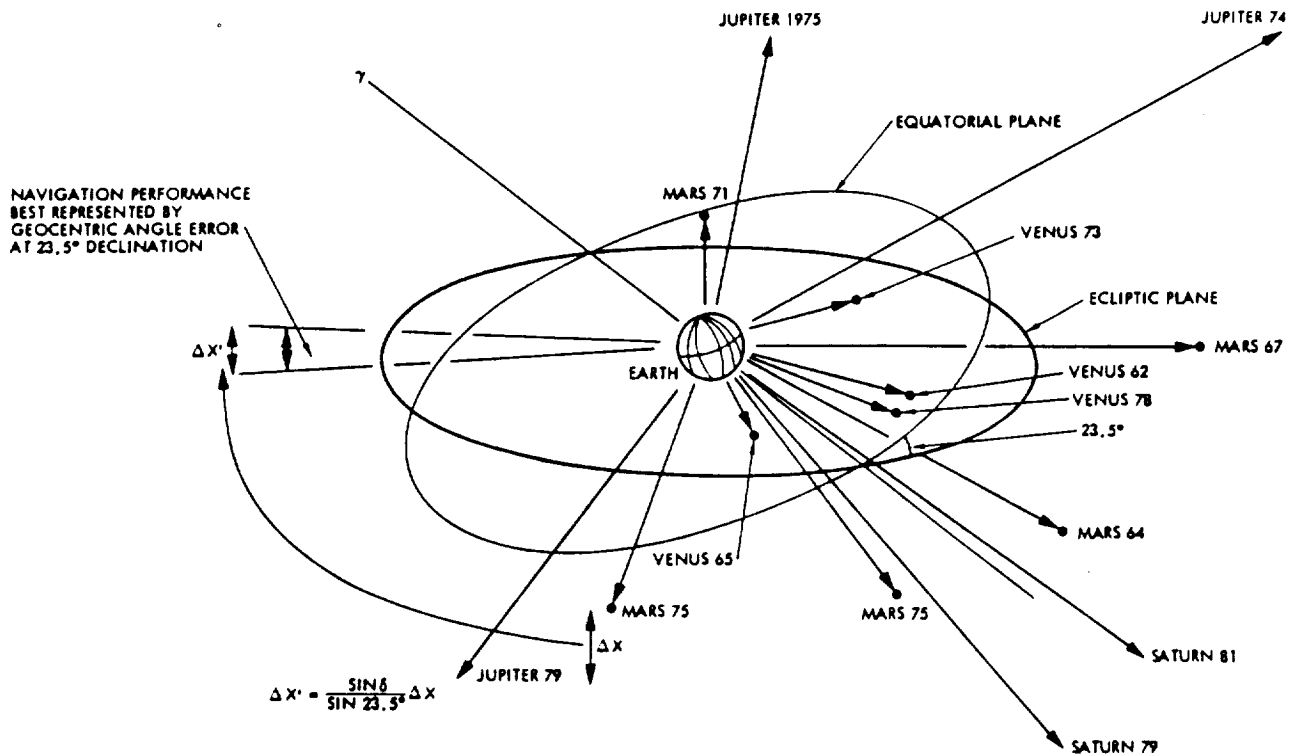 JUPITER 1975
JUPITER 74
γ
EQUATORIAL PLANE
NAVIGATION PERFORMANCE
BEST REPRESENTED BY
GEOCENTRIC ANGLE ERROR
AT 23.5° DECLINATION
MARS 71
VENUS 73
ECLIPTIC PLANE
ΔX'
MARS 67
EARTH
VENUS 62
VENUS 78
23.5°
MARS 64
VENUS 65
MARS 75
MARS 75
ΔX
SATURN 81
JUPITER 79
ΔX' = SIN δ / SIN 23.5° ΔX
SATURN 79